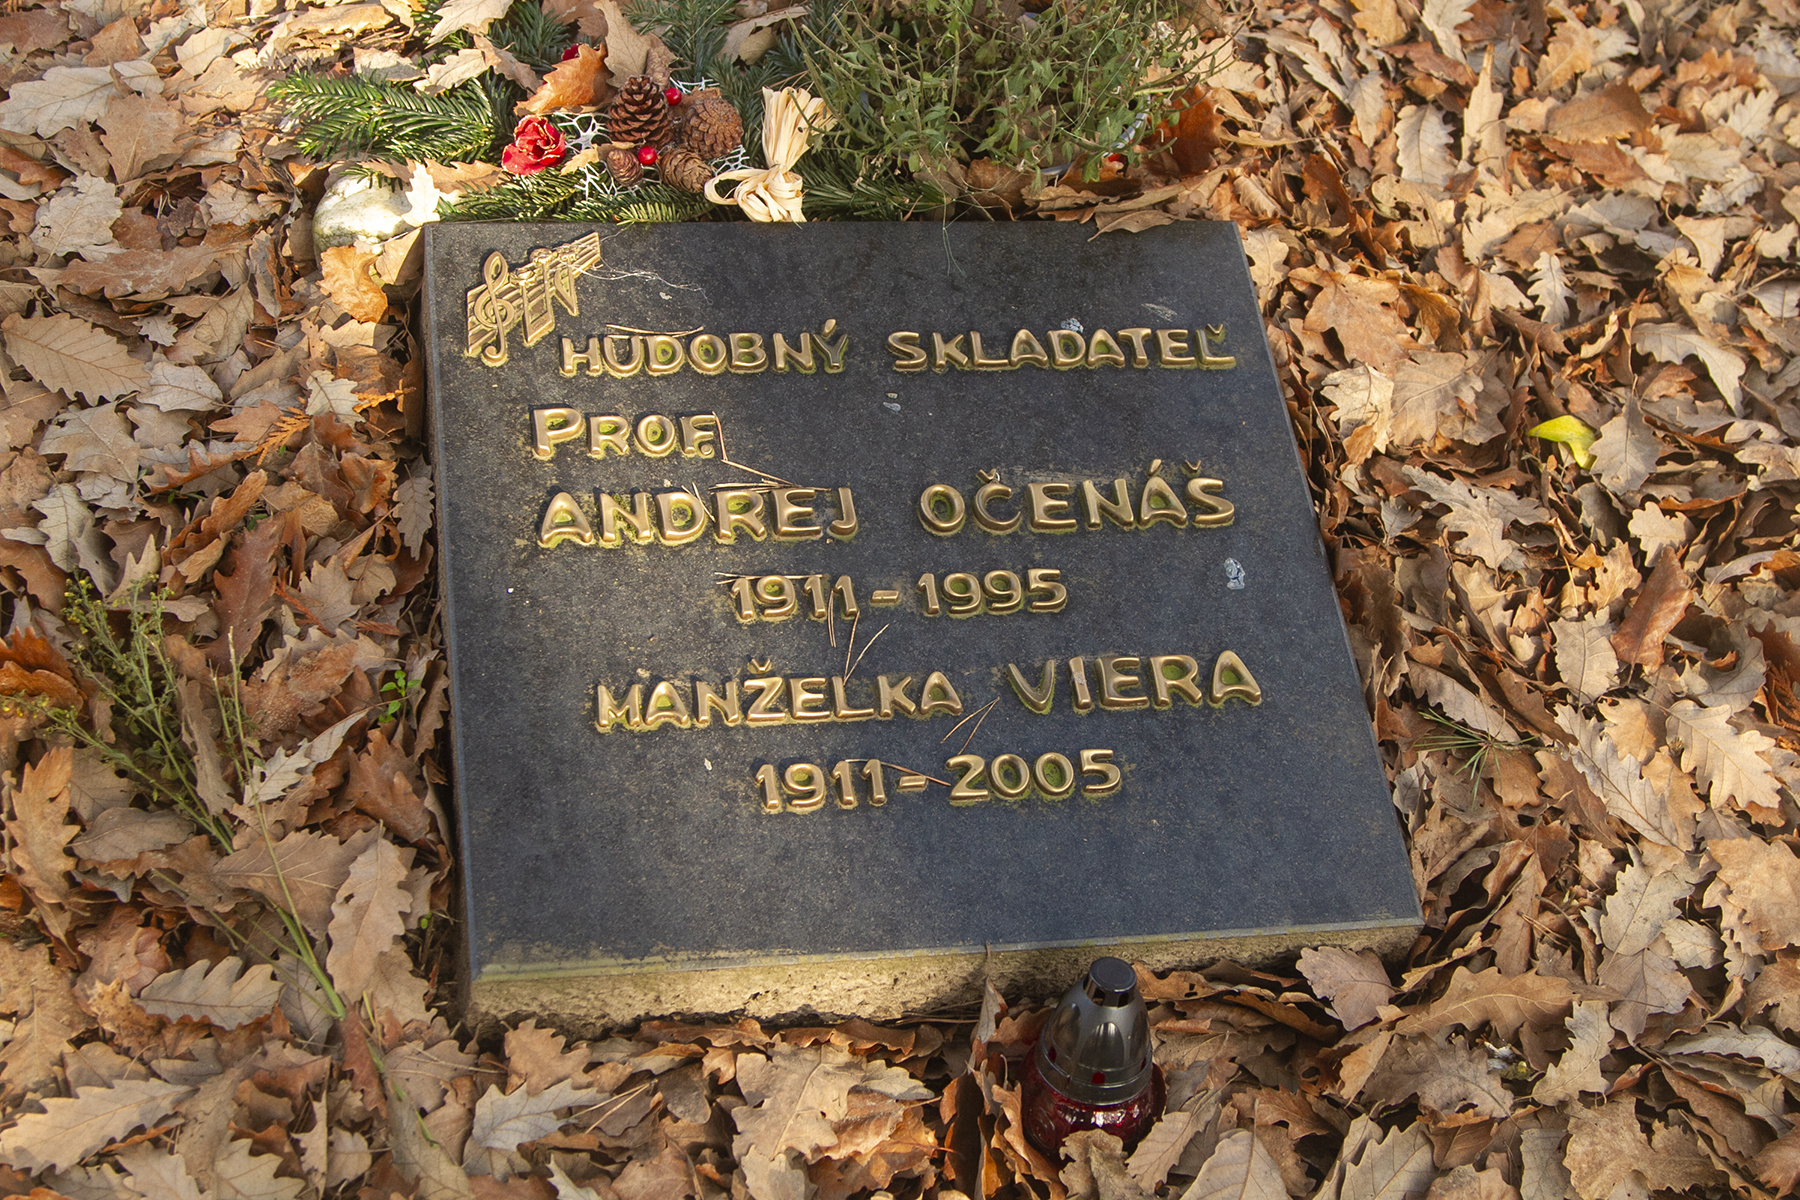 HUDOBNÝ SKLADATEĽ
PROF.
ANDREJ OČENÁŠ
1911-1995
MANŽELKA VIERA
1911-2005